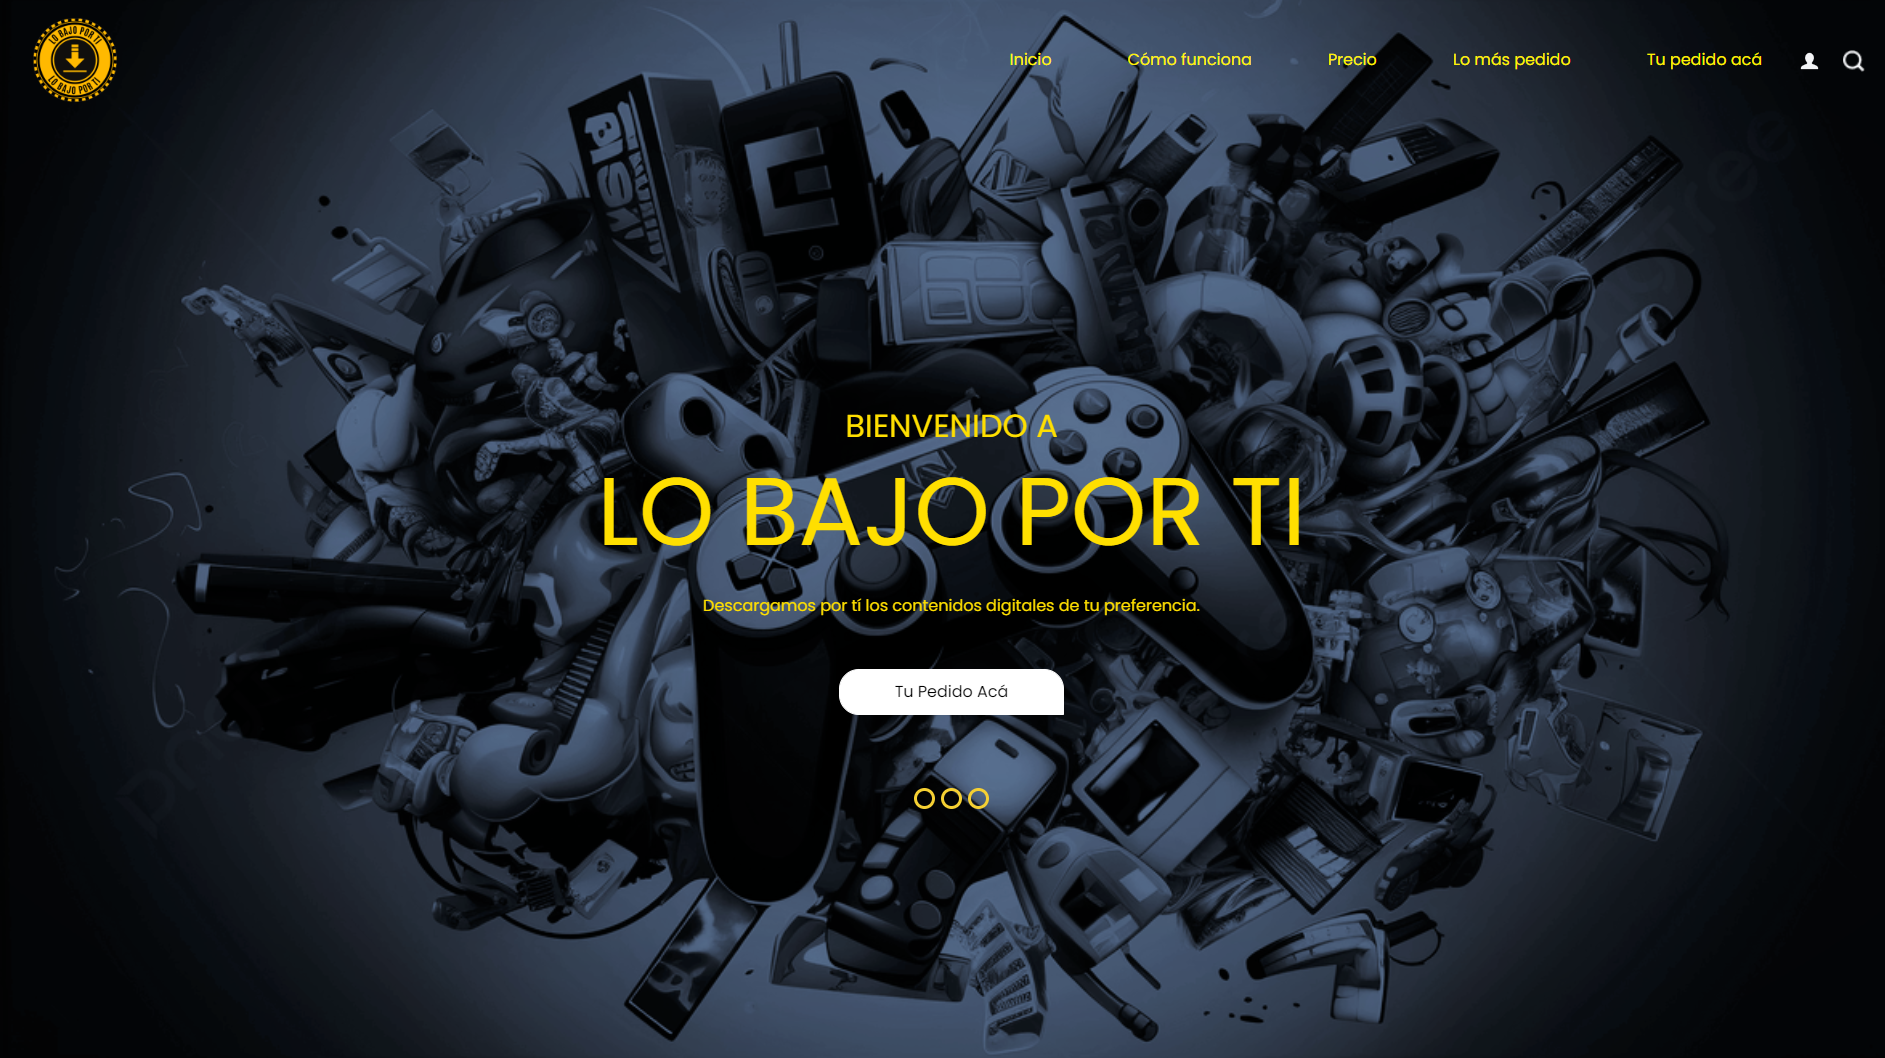 LO BAJO POR TI
LO BAJO POR TI
Inicio
Cómo funciona
Precio
Lo más pedido
Tu pedido acá
BIENVENIDO A
LO BAJO POR TI
Descargamos por tí los contenidos digitales de tu preferencia.
Tu Pedido Acá